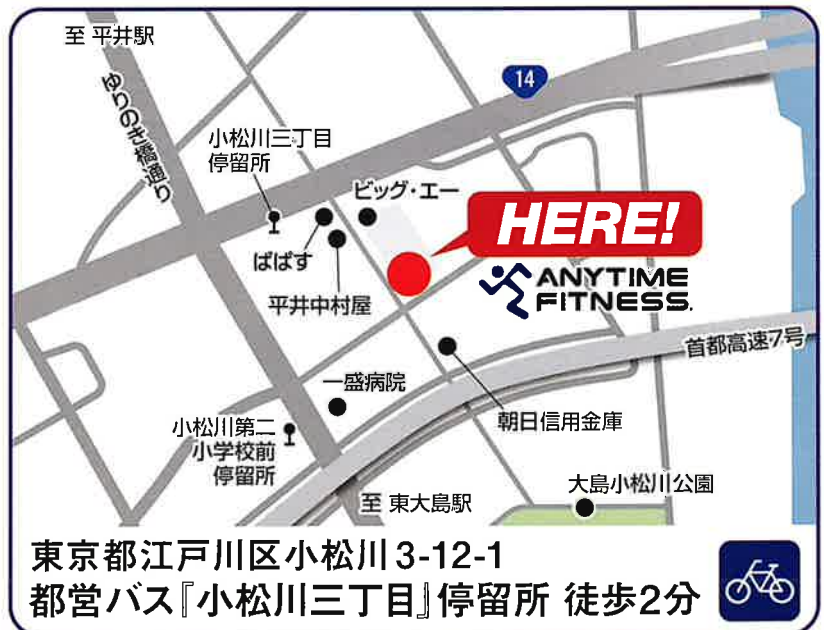 至 平井駅
ゆりのき橋通り
14
小松川三丁目
停留所
ビッグ・エー
HERE!
ぱぱす
平井中村屋
ANYTIME
FITNESS.
首都高速7号
一盛病院
朝日信用金庫
小松川第二
小学校前
停留所
至 東大島駅
大島小松川公園
東京都江戸川区小松川3-12-1
都営バス『小松川三丁目』停留所 徒歩2分